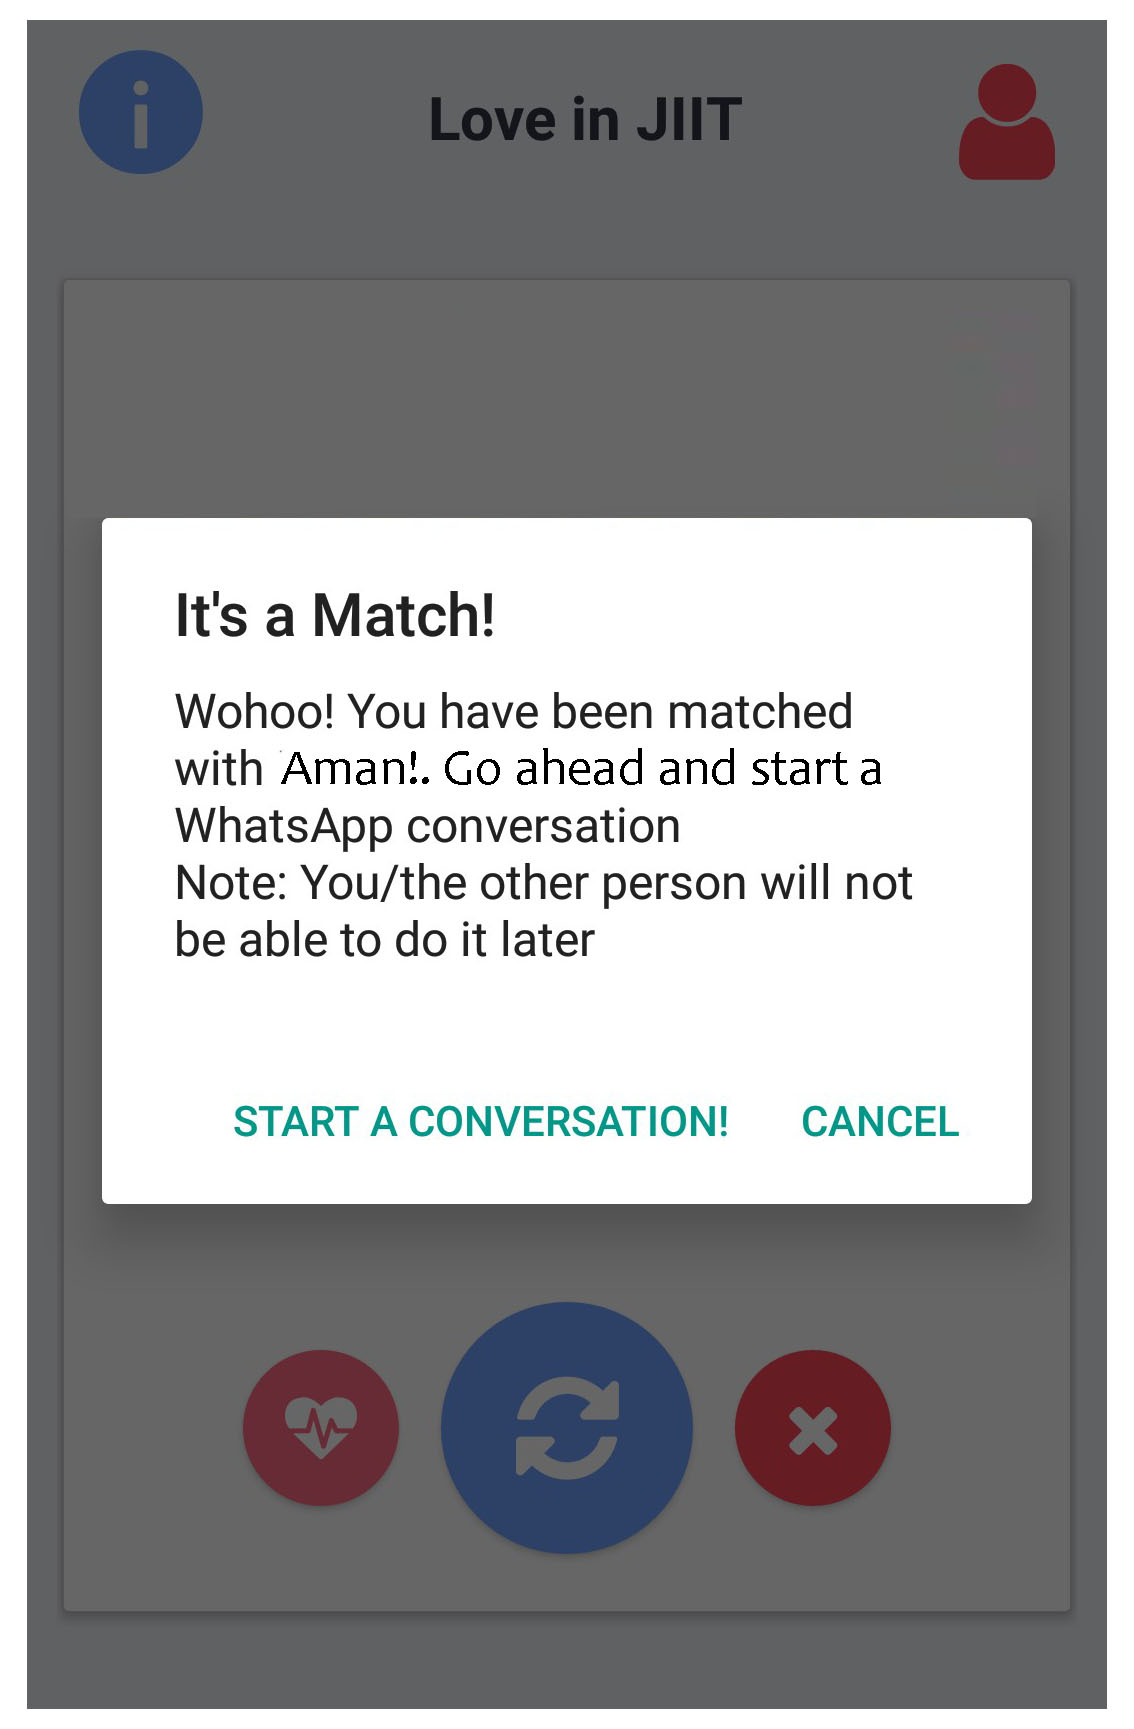 Love in JIIT
It's a Match!
Wohoo! You have been matched
with Aman!. Go ahead and start a
WhatsApp conversation
Note: You/the other person will not
be able to do it later
START A CONVERSATION! CANCEL